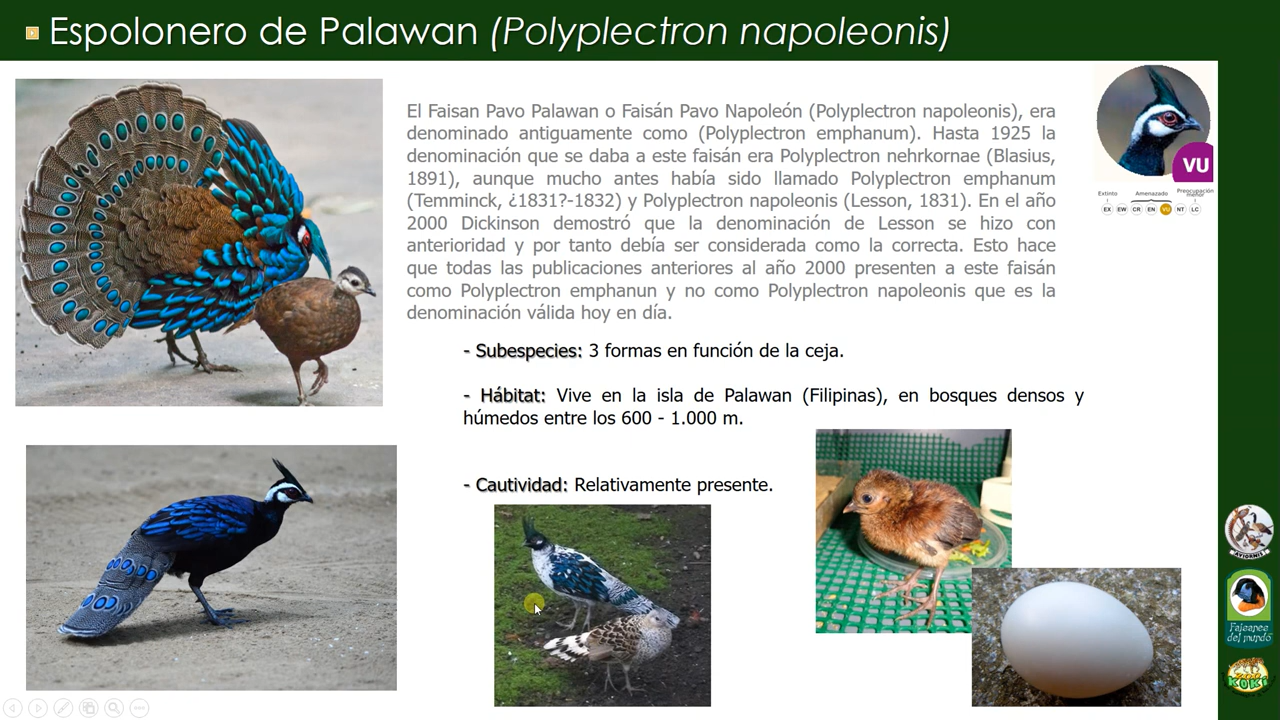 Espolonero de Palawan (Polyplectron napoleonis)
El Faisan Pavo Palawan o Faisán Pavo Napoleón (Polyplectron napoleonis), era
denominado antiguamente como (Polyplectron emphanum). Hasta 1925 la
denominación que se daba a este faisán era Polyplectron nehrkornae (Blasius,
1891), aunque mucho antes había sido llamado Polyplectron emphanum
(Temminck, ¿1831?-1832) y Polyplectron napoleonis (Lesson, 1831). En el año
2000 Dickinson demostró que la denominación de Lesson se hizo con
anterioridad y por tanto debía ser considerada como la correcta. Esto hace
que todas las publicaciones anteriores al año 2000 presenten a este faisán
como Polyplectron emphanun y no como Polyplectron napoleonis que es la
denominación válida hoy en día.
VU
Extinto Amenazado Preocupación menor
EX EW CR EN VU NT LC
- Subespecies: 3 formas en función de la ceja.
- Hábitat: Vive en la isla de Palawan (Filipinas), en bosques densos y
húmedos entre los 600 - 1.000 m.
- Cautividad: Relativamente presente.
AVIORNIS
Faisanes
del mundo
ZOO
KOKI